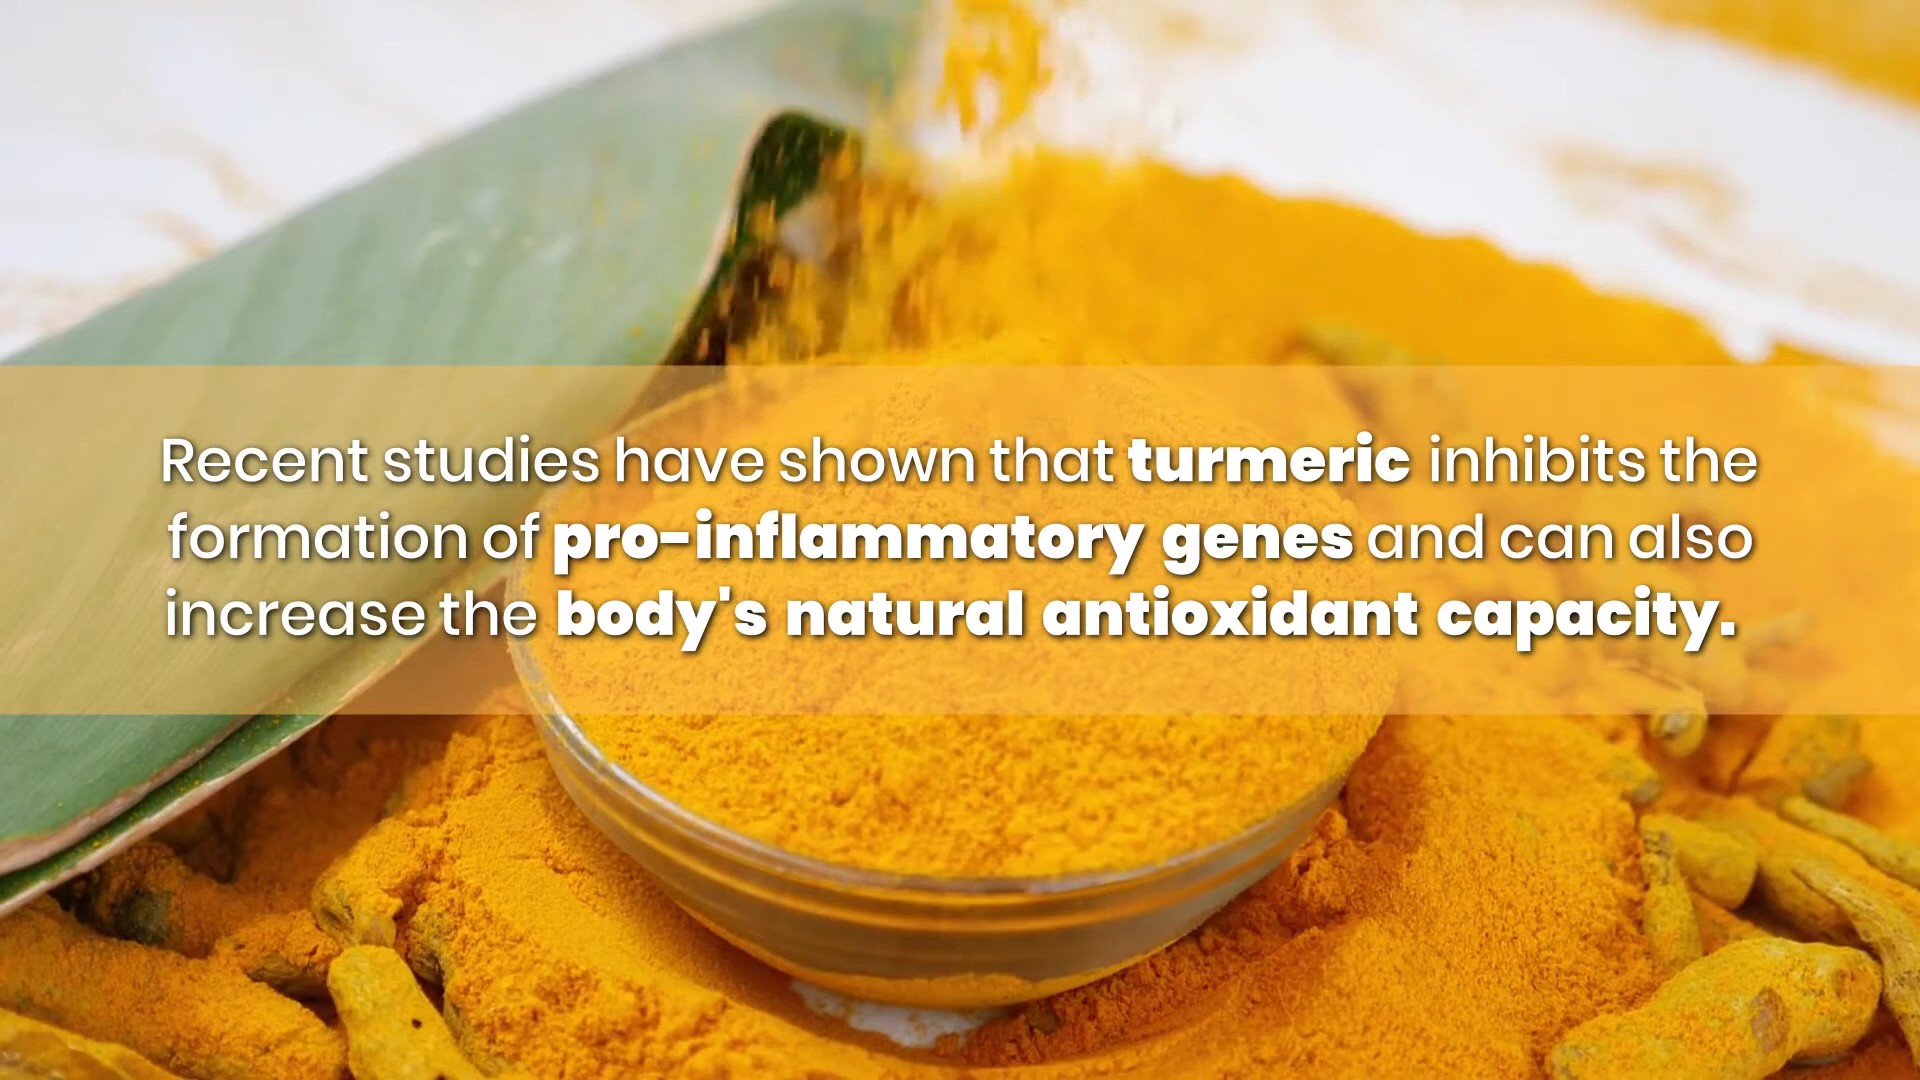 Recent studies have shown that turmeric inhibits the
formation of pro-inflammatory genes and can also
increase the body's natural antioxidant capacity.